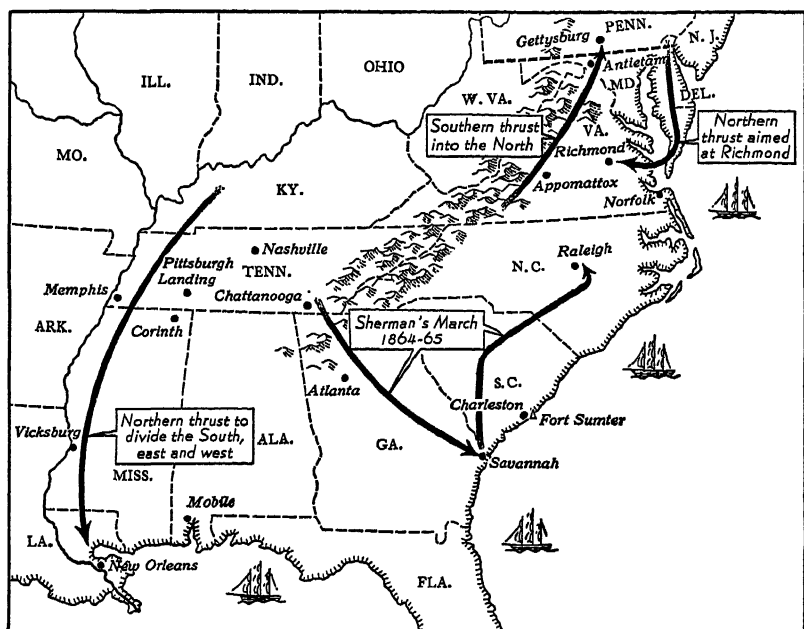 Gettysburg
PENN.
N. J.
ILL.
IND.
OHIO
Antietam
MD.
DEL.
W. VA.
Southern thrust
into the North
VA.
Richmond
Northern
thrust aimed
at Richmond
MO.
KY.
Appomattox
Norfolk
Nashville
Pittsburgh
Landing
TENN.
N. C.
Raleigh
Memphis
Chattanooga
ARK.
Corinth
Sherman's March
1864-65
Atlanta
S. C.
Charleston
Fort Sumter
Northern thrust to
divide the South,
east and west
Vicksburg
ALA.
GA.
Savannah
MISS.
Mobile
LA.
New Orleans
FLA.